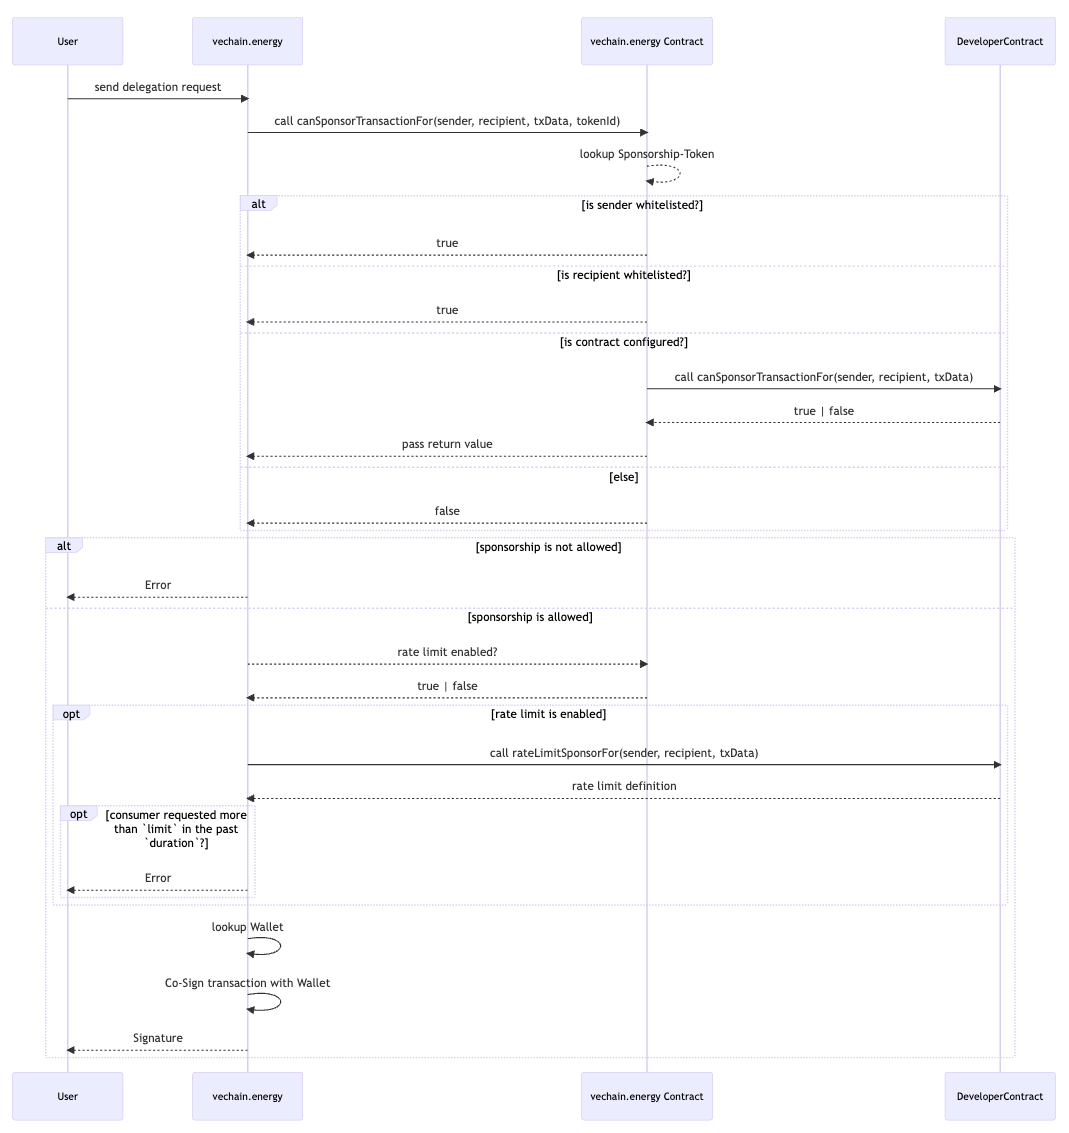 User
vechain.energy
vechain.energy Contract
DeveloperContract
send delegation request
call canSponsorTransactionFor(sender, recipient, txData, tokenId)
lookup Sponsorship-Token
alt
[is sender whitelisted?]
true
[is recipient whitelisted?]
true
[is contract configured?]
call canSponsorTransactionFor(sender, recipient, txData)
true | false
pass return value
[else]
false
alt
[sponsorship is not allowed]
Error
[sponsorship is allowed]
rate limit enabled?
true | false
opt
[rate limit is enabled]
call rateLimitSponsorFor(sender, recipient, txData)
rate limit definition
opt
[consumer requested more
than `limit` in the past
`duration`?]
Error
lookup Wallet
Co-Sign transaction with Wallet
Signature
User
vechain.energy
vechain.energy Contract
DeveloperContract